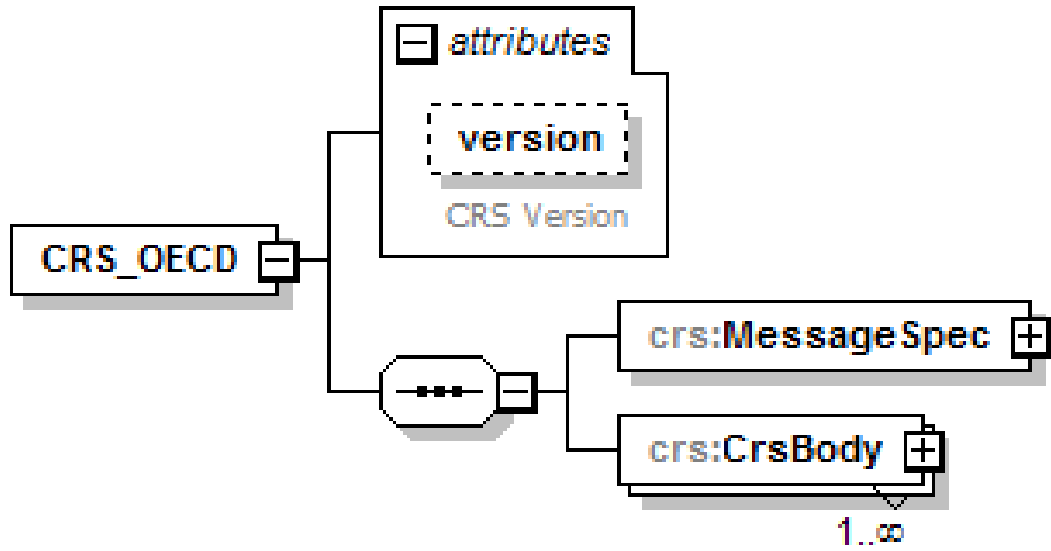 attributes
version
CRS Version
CRS_OECD
crs:MessageSpec
crs:CrsBody
1..∞